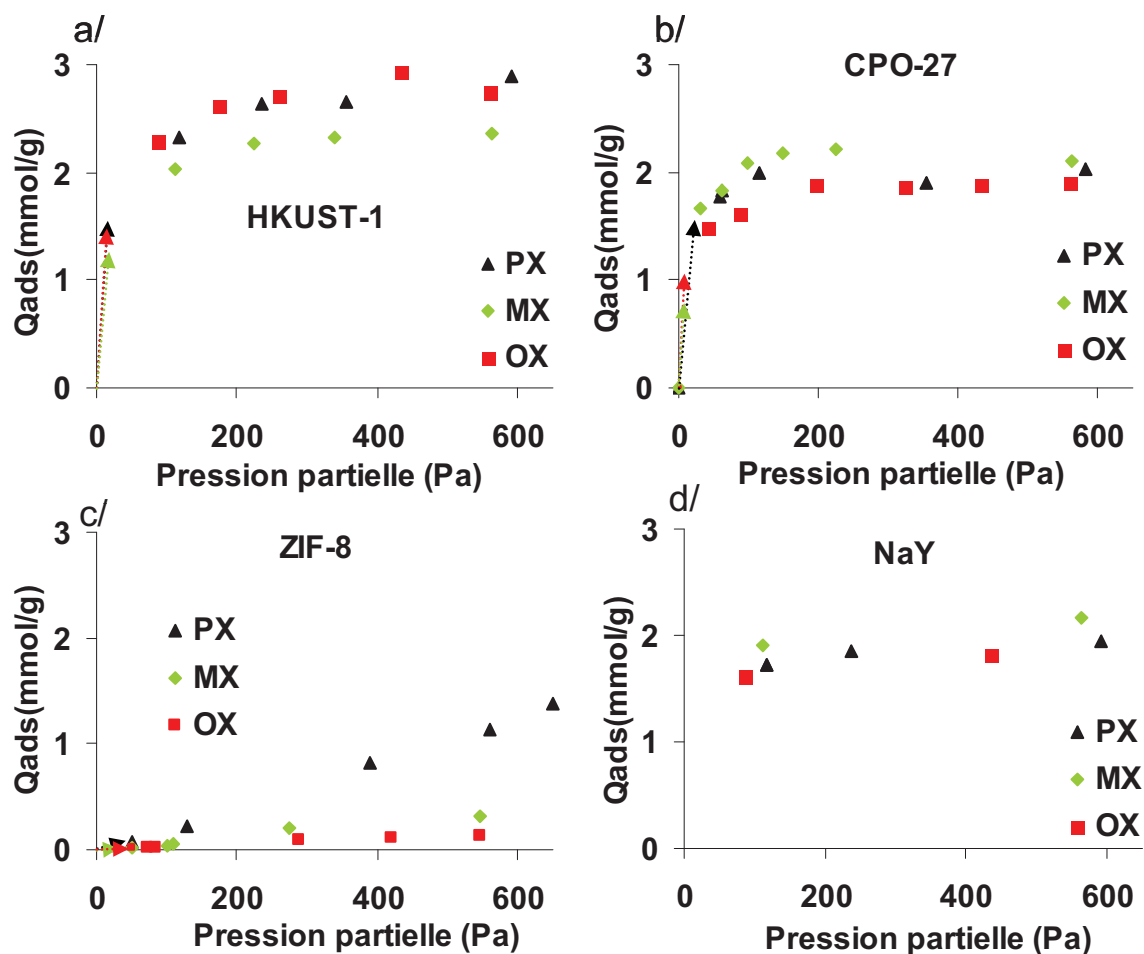 a/
3
2
1
0
Qads(mmol/g)
HKUST-1
PX
MX
OX
0 200 400 600
Pression partielle (Pa)
b/
3
2
1
0
Qads(mmol/g)
CPO-27
PX
MX
OX
0 200 400 600
Pression partielle (Pa)
c/
3
2
1
0
Qads(mmol/g)
ZIF-8
PX
MX
OX
0 200 400 600
Pression partielle (Pa)
d/
3
2
1
0
Qads(mmol/g)
NaY
PX
MX
OX
0 200 400 600
Pression partielle (Pa)